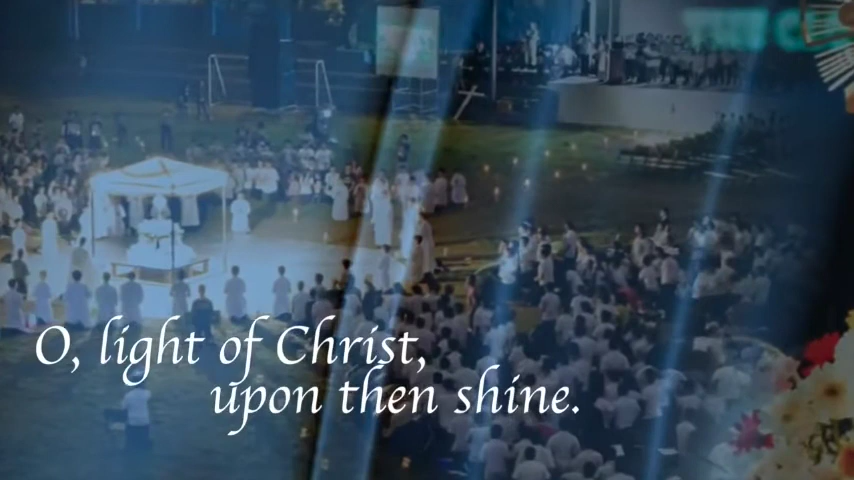 O, light of Christ,
upon then shine.